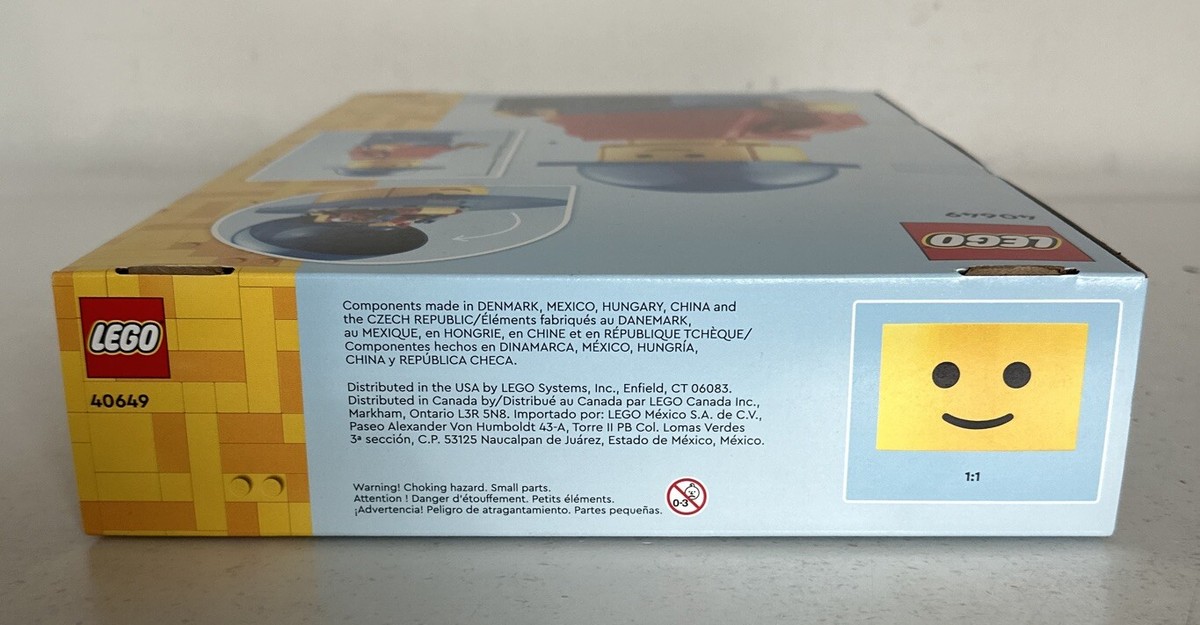 LEGO
40649
LEGO
40649
Components made in DENMARK, MEXICO, HUNGARY, CHINA and
the CZECH REPUBLIC/Éléments fabriqués au DANEMARK,
au MEXIQUE, en HONGRIE, en CHINE et en RÉPUBLIQUE TCHÈQUE/
Componentes hechos en DINAMARCA, MÉXICO, HUNGRÍA,
CHINA y REPÚBLICA CHECA.
Distributed in the USA by LEGO Systems, Inc., Enfield, CT 06083.
Distributed in Canada by/Distribué au Canada par LEGO Canada Inc.,
Markham, Ontario L3R 5N8. Importado por: LEGO México S.A. de C.V.,
Paseo Alexander Von Humboldt 43-A, Torre II PB Col. Lomas Verdes
3ª sección, C.P. 53125 Naucalpan de Juárez, Estado de México, México.
Warning! Choking hazard. Small parts.
Attention ! Danger d'étouffement. Petits éléments.
¡Advertencia! Peligro de atragantamiento. Partes pequeñas.
0-3
1:1